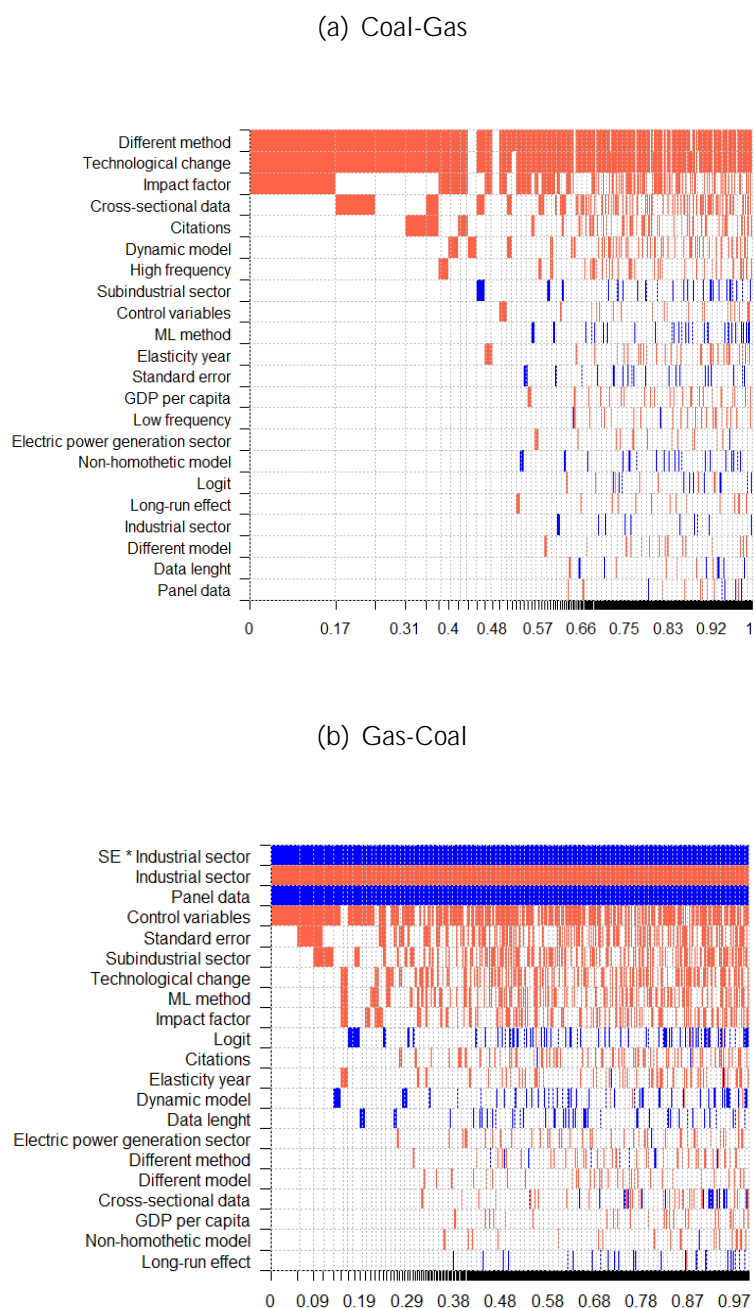 (a) Coal-Gas
Different method
Technological change
Impact factor
Cross-sectional data
Citations
Dynamic model
High frequency
Subindustrial sector
Control variables
ML method
Elasticity year
Standard error
GDP per capita
Low frequency
Electric power generation sector
Non-homothetic model
Logit
Long-run effect
Industrial sector
Different model
Data lenght
Panel data
0 0.17 0.31 0.4 0.48 0.57 0.66 0.75 0.83 0.92 1
(b) Gas-Coal
SE * Industrial sector
Industrial sector
Panel data
Control variables
Standard error
Subindustrial sector
Technological change
ML method
Impact factor
Logit
Citations
Elasticity year
Dynamic model
Data lenght
Electric power generation sector
Different method
Different model
Cross-sectional data
GDP per capita
Non-homothetic model
Long-run effect
0 0.09 0.19 0.29 0.38 0.48 0.58 0.68 0.78 0.87 0.97